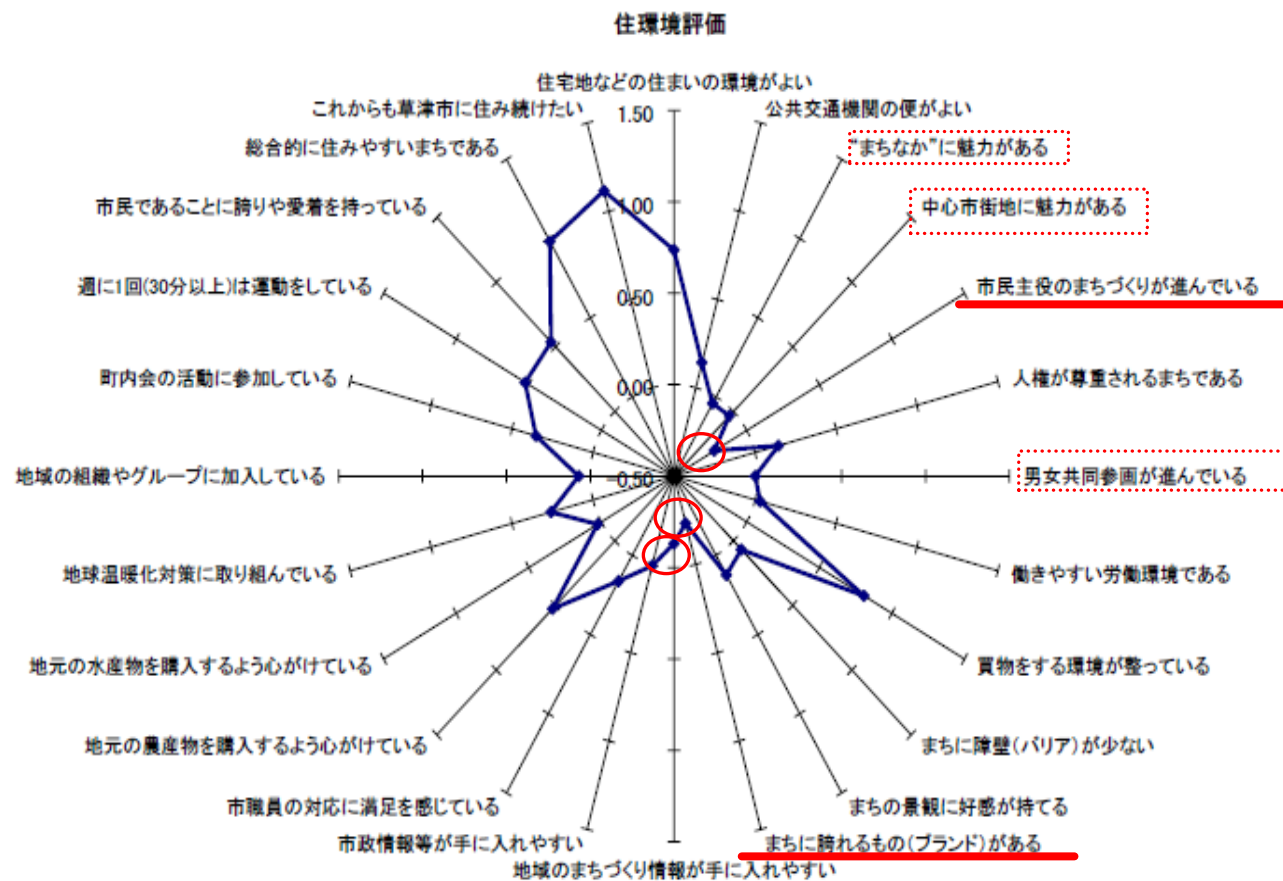 住環境評価
住宅地などの住まいの環境がよい
これからも草津市に住み続けたい
公共交通機関の便がよい
1.50
総合的に住みやすいまちである
“まちなか”に魅力がある
市民であることに誇りや愛着を持っている
1.00
中心市街地に魅力がある
週に1回(30分以上)は運動をしている
0.50
市民主役のまちづくりが進んでいる
町内会の活動に参加している
0.00
人権が尊重されるまちである
地域の組織やグループに加入している
-0.50
男女共同参画が進んでいる
地球温暖化対策に取り組んでいる
働きやすい労働環境である
地元の水産物を購入するよう心がけている
買物をする環境が整っている
地元の農産物を購入するよう心がけている
まちに障壁(バリア)が少ない
市職員の対応に満足を感じている
まちの景観に好感が持てる
市政情報等が手に入れやすい
まちに誇れるもの(ブランド)がある
地域のまちづくり情報が手に入れやすい